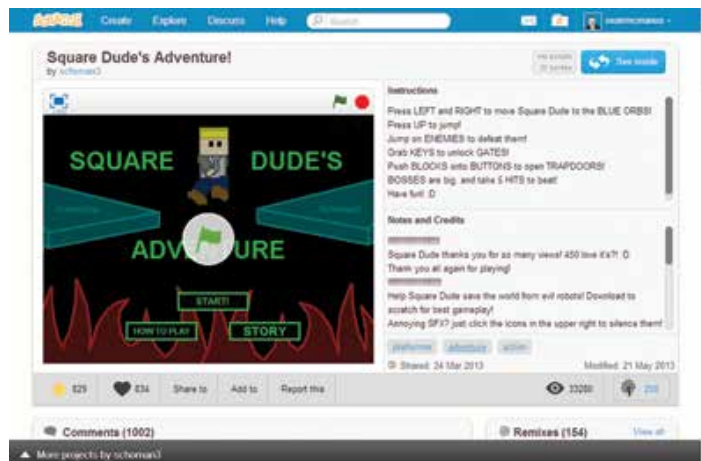 SCRATCH Create Explore Discuss Help Search
Square Dude's Adventure!
by schoman3
See inside
Instructions
Press LEFT and RIGHT to move Square Dude to the BLUE ORBS!
Press UP to jump!
Jump on ENEMIES to defeat them!
Grab KEYS to unlock GATES!
Push BLOCKS onto BUTTONS to open TRAPDOORS!
BOSSES are big, and take 5 HITS to beat!
Have fun! :D
SQUARE DUDE'S
ADVENTURE
START!
HOW TO PLAY STORY
Notes and Credits
Square Dude thanks you for so many views! 450 love it's?! :D
Thank you all again for playing!
Help Square Dude save the world from evil robots! Download to
scratch for best gameplay!
Annoying SFX? just click the icons in the upper right to silence them!
platformer adventure action
Shared: 24 Mar 2013 Modified: 21 May 2013
829 834 Share to Add to Report this
Comments (1002)
Remixes (154) View all
More projects by schoman3